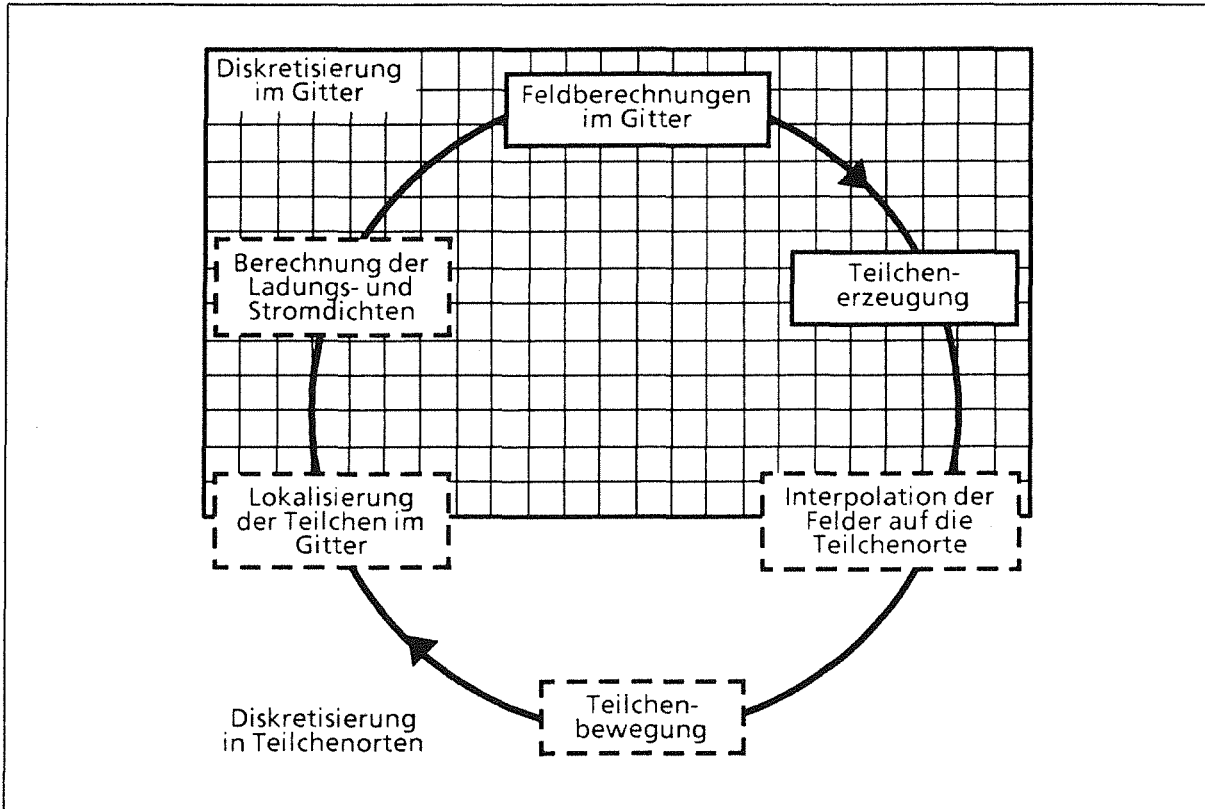 Diskretisierung
im Gitter
Feldberechnungen
im Gitter
Berechnung der
Ladungs- und
Stromdichten
Teilchen-
erzeugung
Lokalisierung
der Teilchen im
Gitter
Interpolation der
Felder auf die
Teilchenorte
Teilchen-
bewegung
Diskretisierung
in Teilchenorten